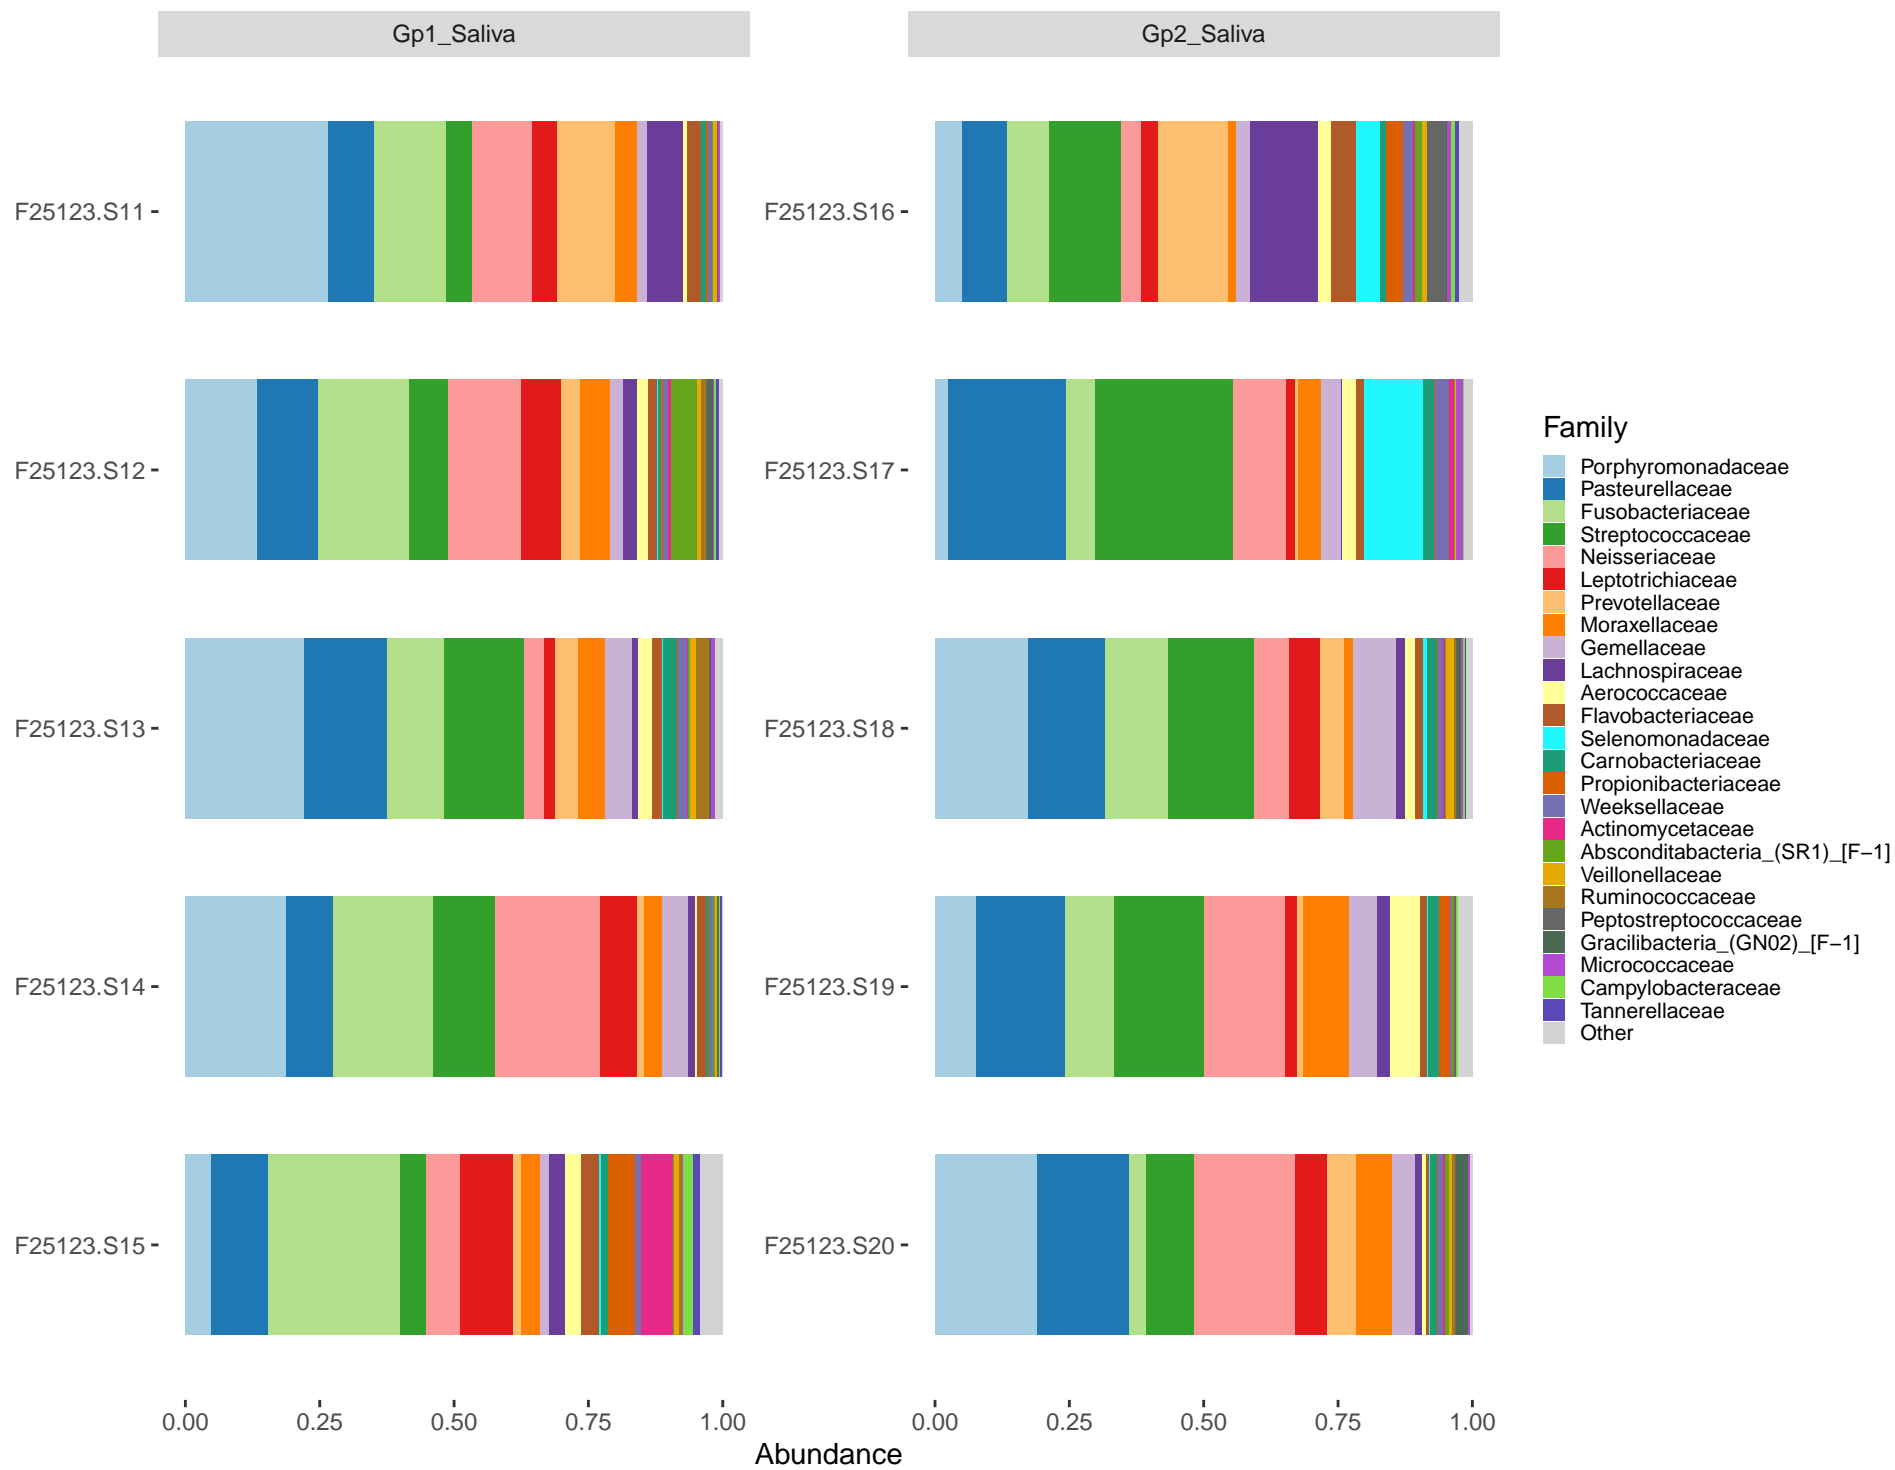 Gp1_Saliva
Gp2_Saliva
F25123.S11
F25123.S16
F25123.S12
F25123.S17
F25123.S13
F25123.S18
F25123.S14
F25123.S19
F25123.S15
F25123.S20
0.00 0.25 0.50 0.75 1.00
0.00 0.25 0.50 0.75 1.00
Abundance
Family
Porphyromonadaceae
Pasteurellaceae
Fusobacteriaceae
Streptococcaceae
Neisseriaceae
Leptotrichiaceae
Prevotellaceae
Moraxellaceae
Gemellaceae
Lachnospiraceae
Aerococcaceae
Flavobacteriaceae
Selenomonadaceae
Carnobacteriaceae
Propionibacteriaceae
Weeksellaceae
Actinomycetaceae
Absconditabacteria_(SR1)_[F−1]
Veillonellaceae
Ruminococcaceae
Peptostreptococcaceae
Gracilibacteria_(GN02)_[F−1]
Micrococcaceae
Campylobacteraceae
Tannerellaceae
Other